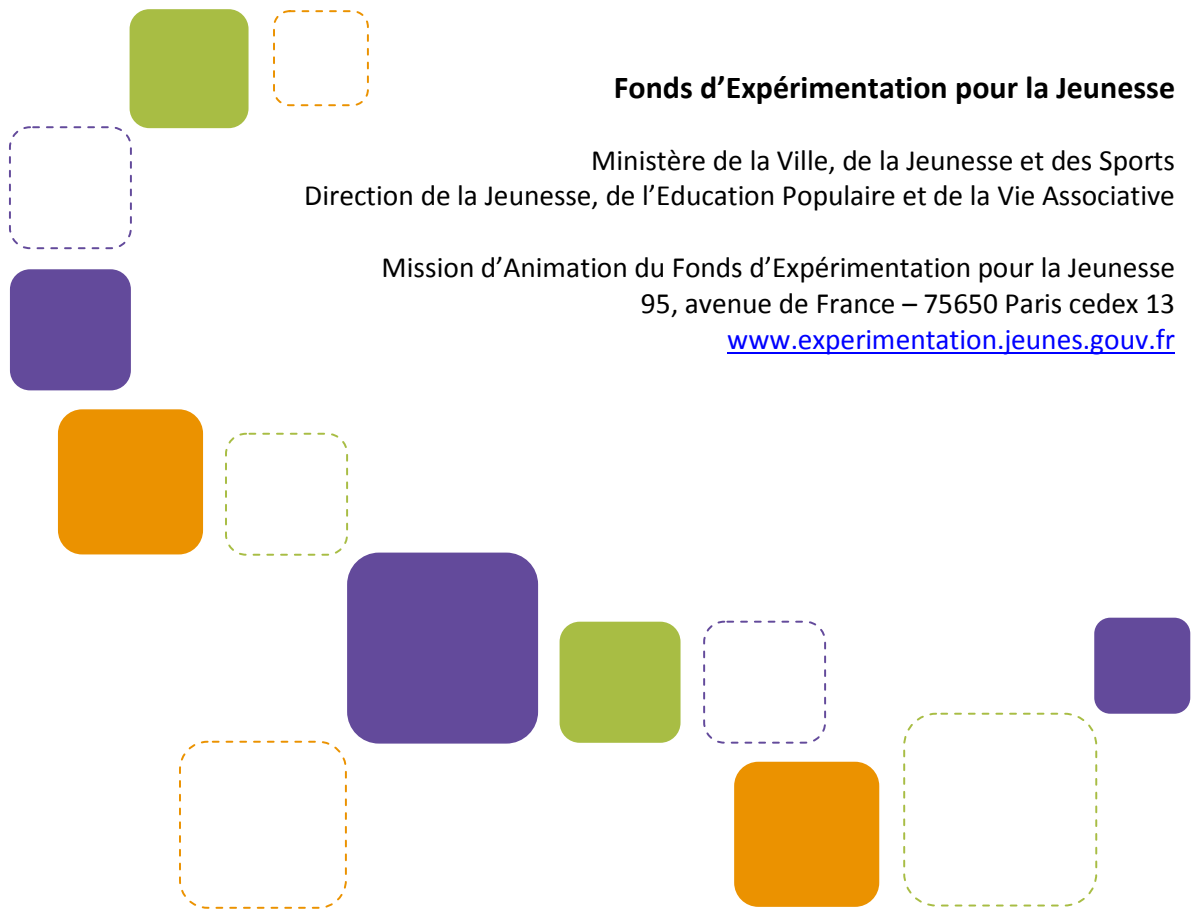 Fonds d’Expérimentation pour la Jeunesse
Ministère de la Ville, de la Jeunesse et des Sports
Direction de la Jeunesse, de l’Education Populaire et de la Vie Associative
Mission d’Animation du Fonds d’Expérimentation pour la Jeunesse
95, avenue de France – 75650 Paris cedex 13
www.experimentation.jeunes.gouv.fr